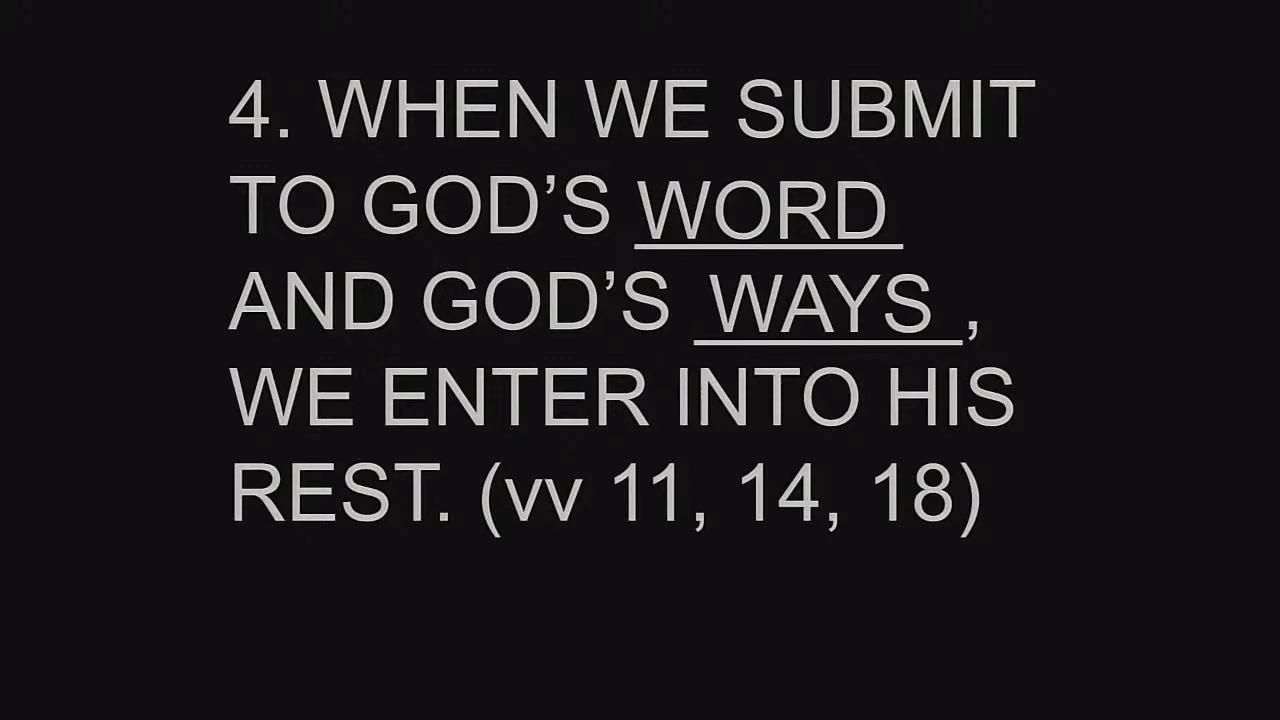 4. WHEN WE SUBMIT
TO GOD’S WORD
AND GOD’S WAYS,
WE ENTER INTO HIS
REST. (vv 11, 14, 18)